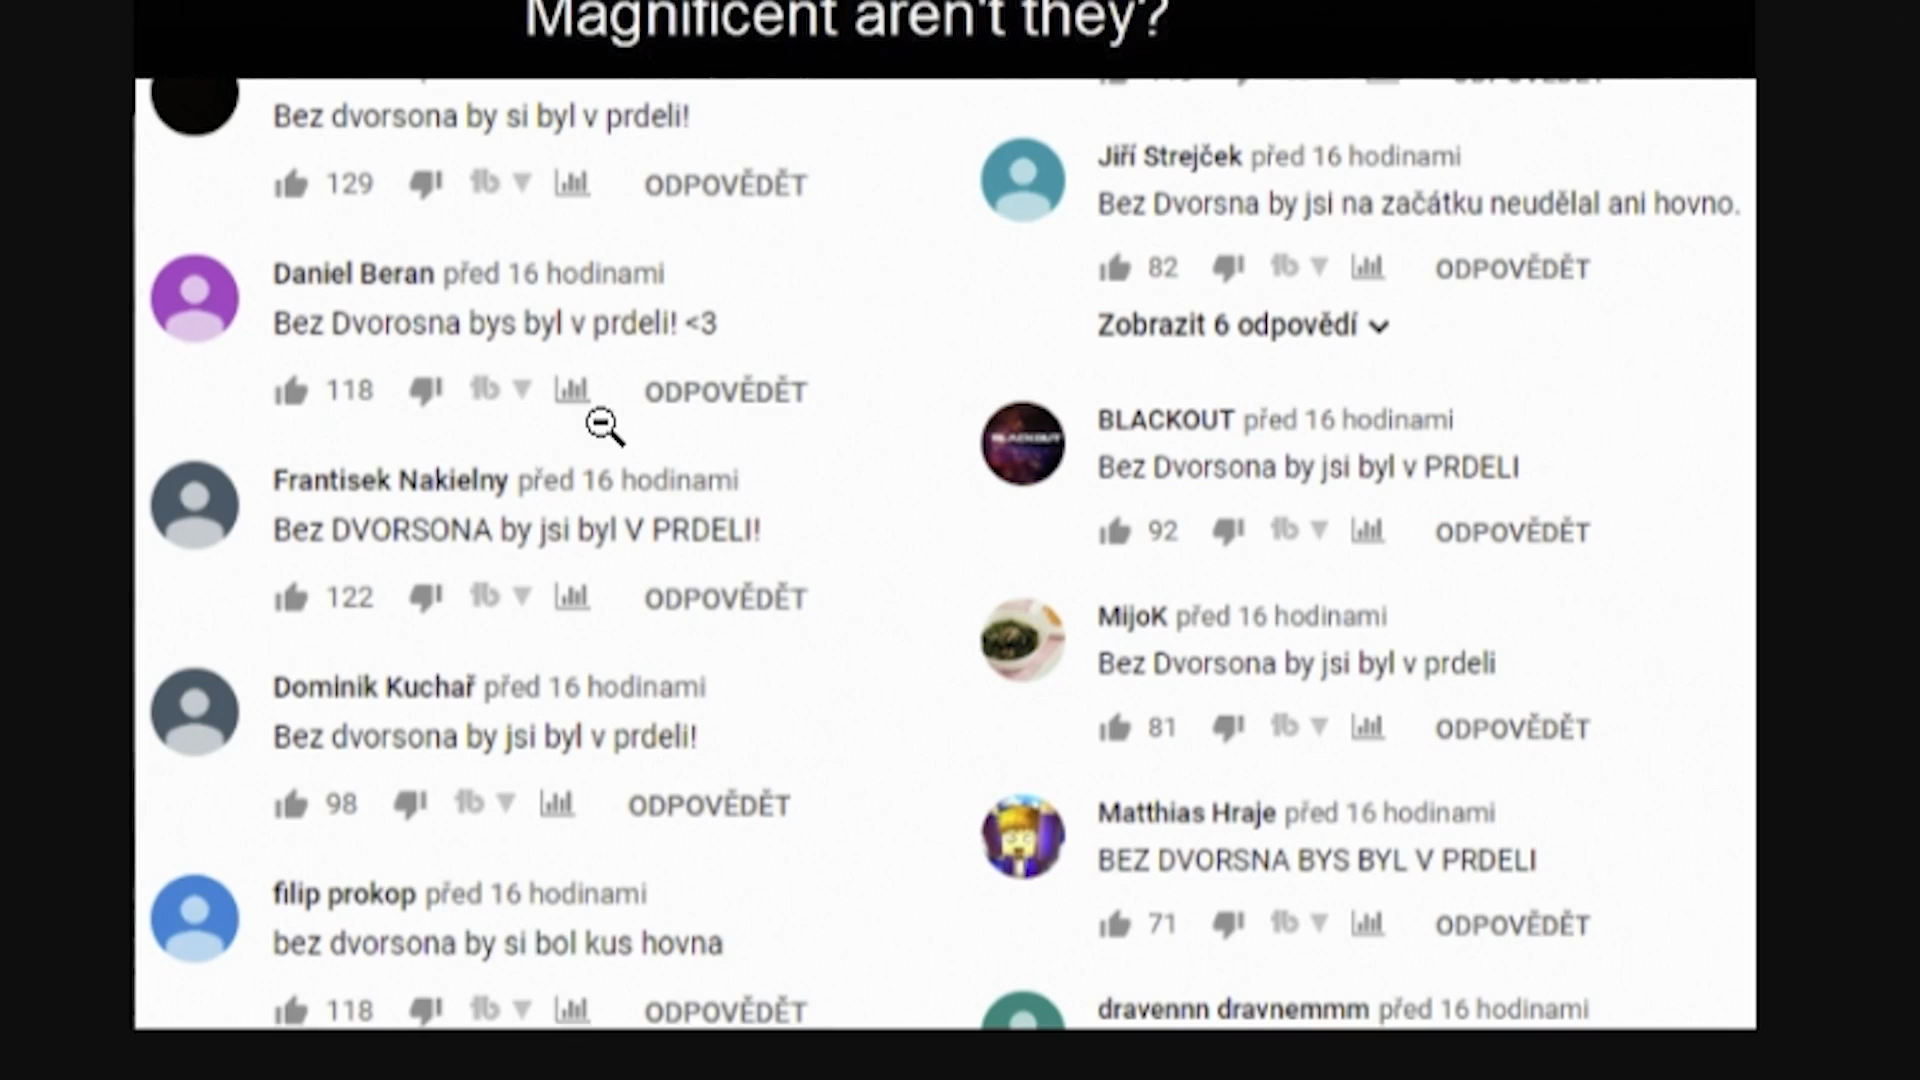 Magnificent aren't they?
Bez dvorsona by si byl v prdeli!
129 ODPOVĚDĚT
Daniel Beran před 16 hodinami
Bez Dvorosna bys byl v prdeli! <3
118 ODPOVĚDĚT
Frantisek Nakielny před 16 hodinami
Bez DVORSONA by jsi byl V PRDELI!
122 ODPOVĚDĚT
Dominik Kuchař před 16 hodinami
Bez dvorsona by jsi byl v prdeli!
98 ODPOVĚDĚT
filip prokop před 16 hodinami
bez dvorsona by si bol kus hovna
118 ODPOVĚDĚT
Jiří Strejček před 16 hodinami
Bez Dvorsna by jsi na začátku neudělal ani hovno.
82 ODPOVĚDĚT
Zobrazit 6 odpovědí
BLACKOUT před 16 hodinami
Bez Dvorsona by jsi byl v PRDELI
92 ODPOVĚDĚT
MijoK před 16 hodinami
Bez Dvorsona by jsi byl v prdeli
81 ODPOVĚDĚT
Matthias Hraje před 16 hodinami
BEZ DVORSNA BYS BYL V PRDELI
71 ODPOVĚDĚT
dravennn dravnemmm před 16 hodinami